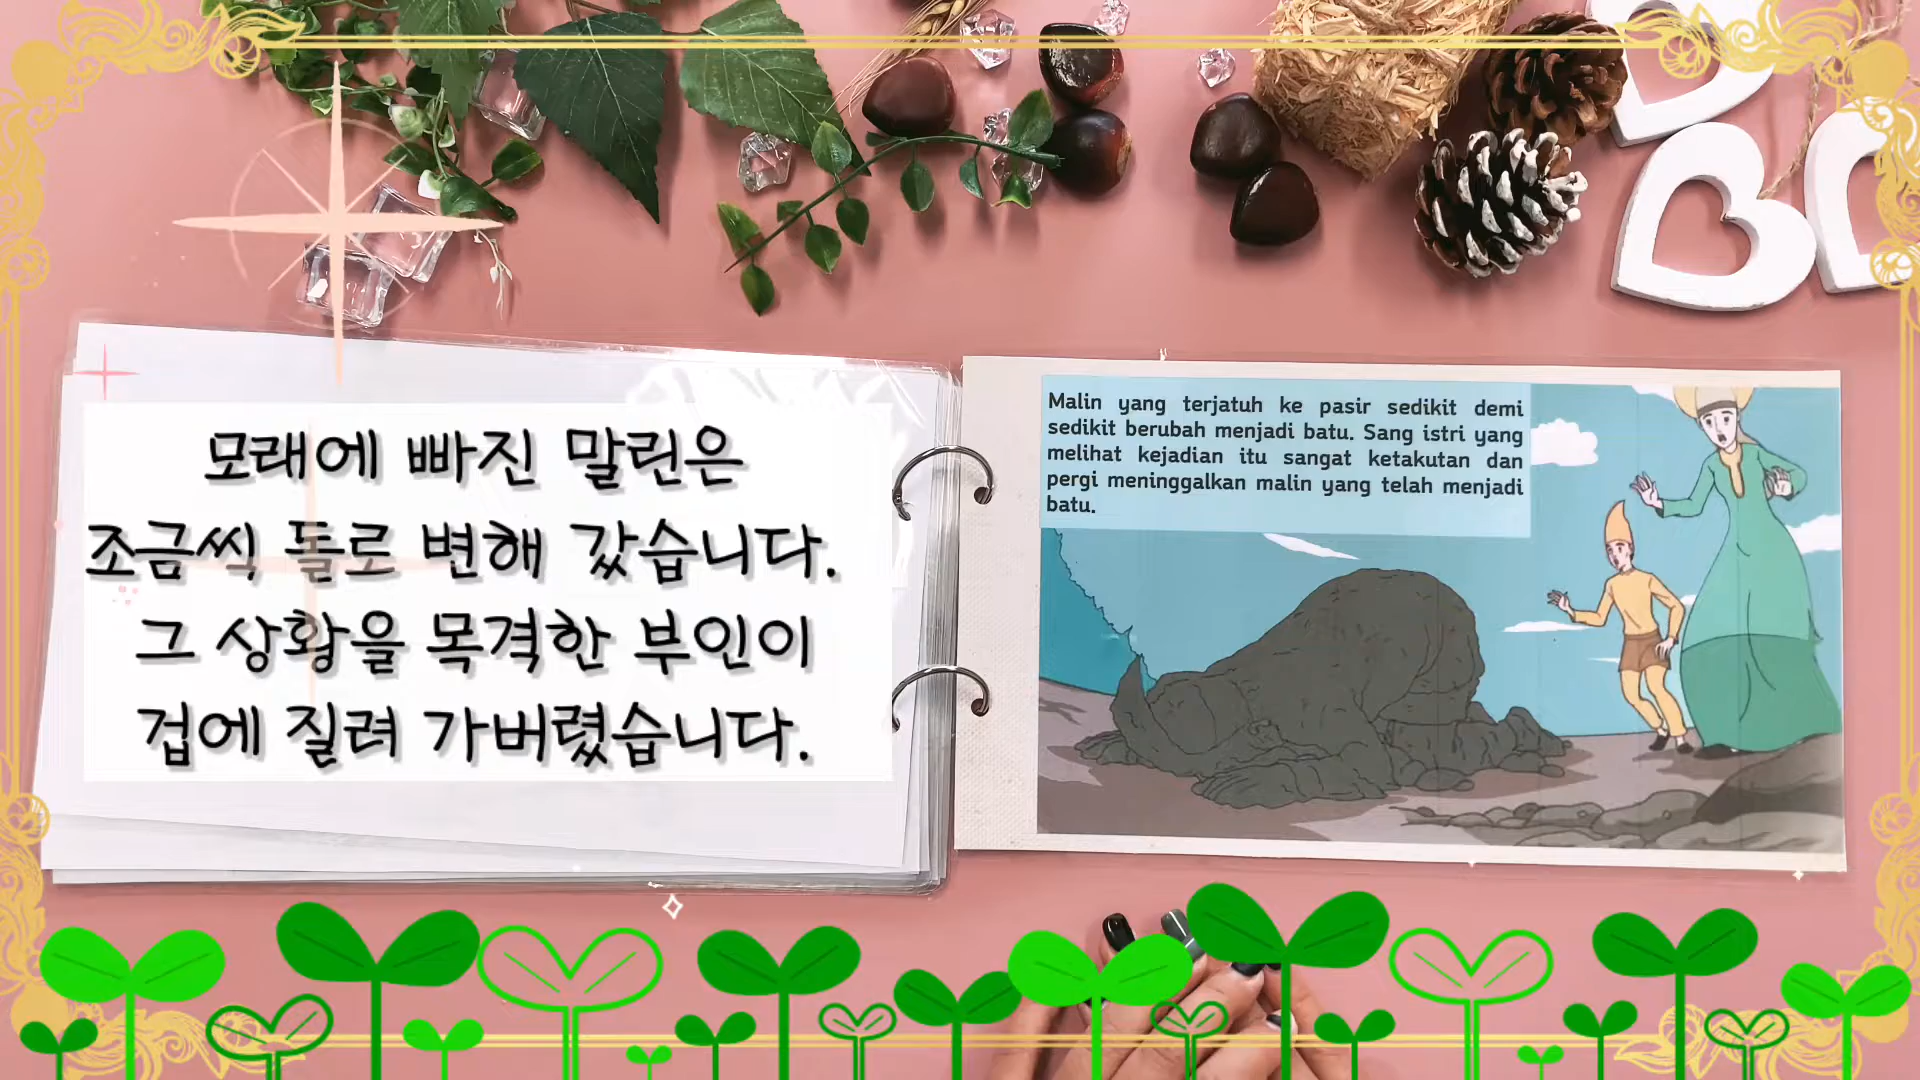 모래에 빠진 말린은
조금씩 돌로 변해 갔습니다.
그 상황을 목격한 부인이
겁에 질려 가버렸습니다.
Malin yang terjatuh ke pasir sedikit demi
sedikit berubah menjadi batu. Sang istri yang
melihat kejadian itu sangat ketakutan dan
pergi meninggalkan malin yang telah menjadi
batu.